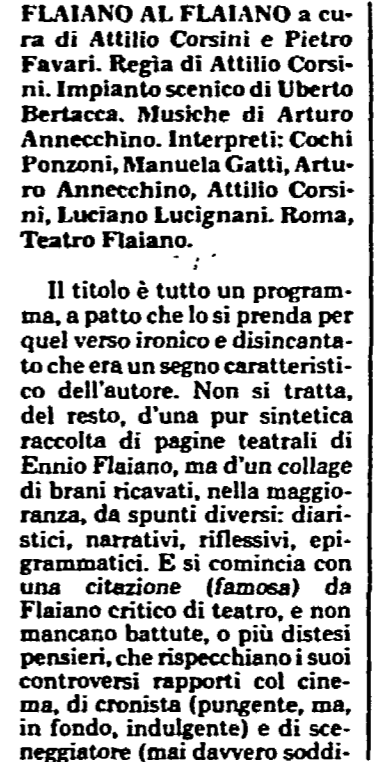 FLAIANO AL FLAIANO a cu-
ra di Attilio Corsini e Pietro
Favari. Regia di Attilio Corsi-
ni. Impianto scenico di Uberto
Bertacca. Musiche di Arturo
Annecchino. Interpreti: Cochi
Ponzoni, Manuela Gatti, Artu-
ro Annecchino, Attilio Corsi-
ni, Luciano Lucignani. Roma,
Teatro Flaiano.
Il titolo è tutto un program-
ma, a patto che lo si prenda per
quel verso ironico e disincanta-
to che era un segno caratteristi-
co dell'autore. Non si tratta,
del resto, d'una pur sintetica
raccolta di pagine teatrali di
Ennio Flaiano, ma d'un collage
di brani ricavati, nella maggio-
ranza, da spunti diversi: diari-
stici, narrativi, riflessivi, epi-
grammatici. E si comincia con
una citazione (famosa) da
Flaiano critico di teatro, e non
mancano battute, o più distesi
pensieri, che rispecchiano i suoi
controversi rapporti col cine-
ma, di cronista (pungente, ma,
in fondo, indulgente) e di sce-
neggiatore (mai davvero soddi-